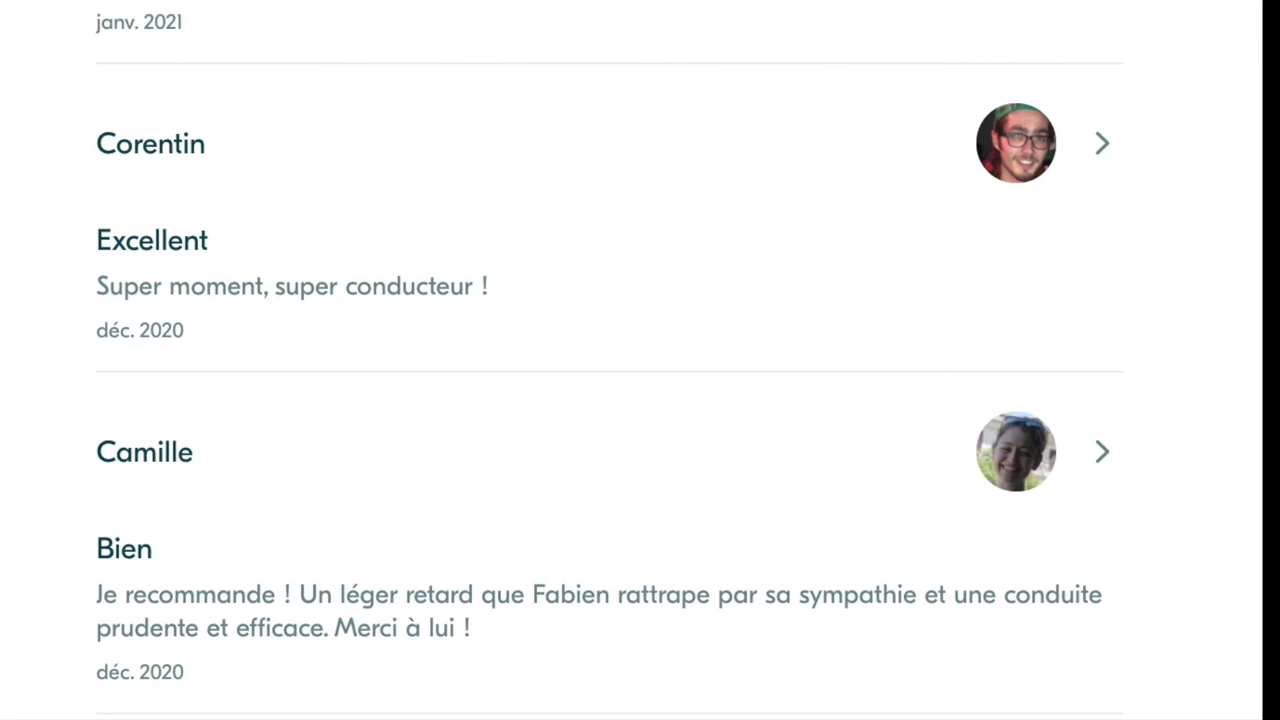 janv. 2021
Corentin
Excellent
Super moment, super conducteur !
déc. 2020
Camille
Bien
Je recommande ! Un léger retard que Fabien rattrape par sa sympathie et une conduite
prudente et efficace. Merci à lui !
déc. 2020